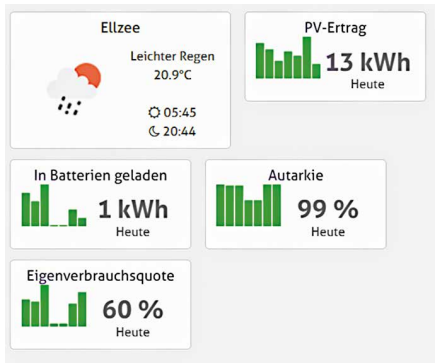 Ellzee
Leichter Regen
20.9°C
05:45
20:44
PV-Ertrag
13 kWh
Heute
In Batterien geladen
1 kWh
Heute
Autarkie
99 %
Heute
Eigenverbrauchsquote
60 %
Heute